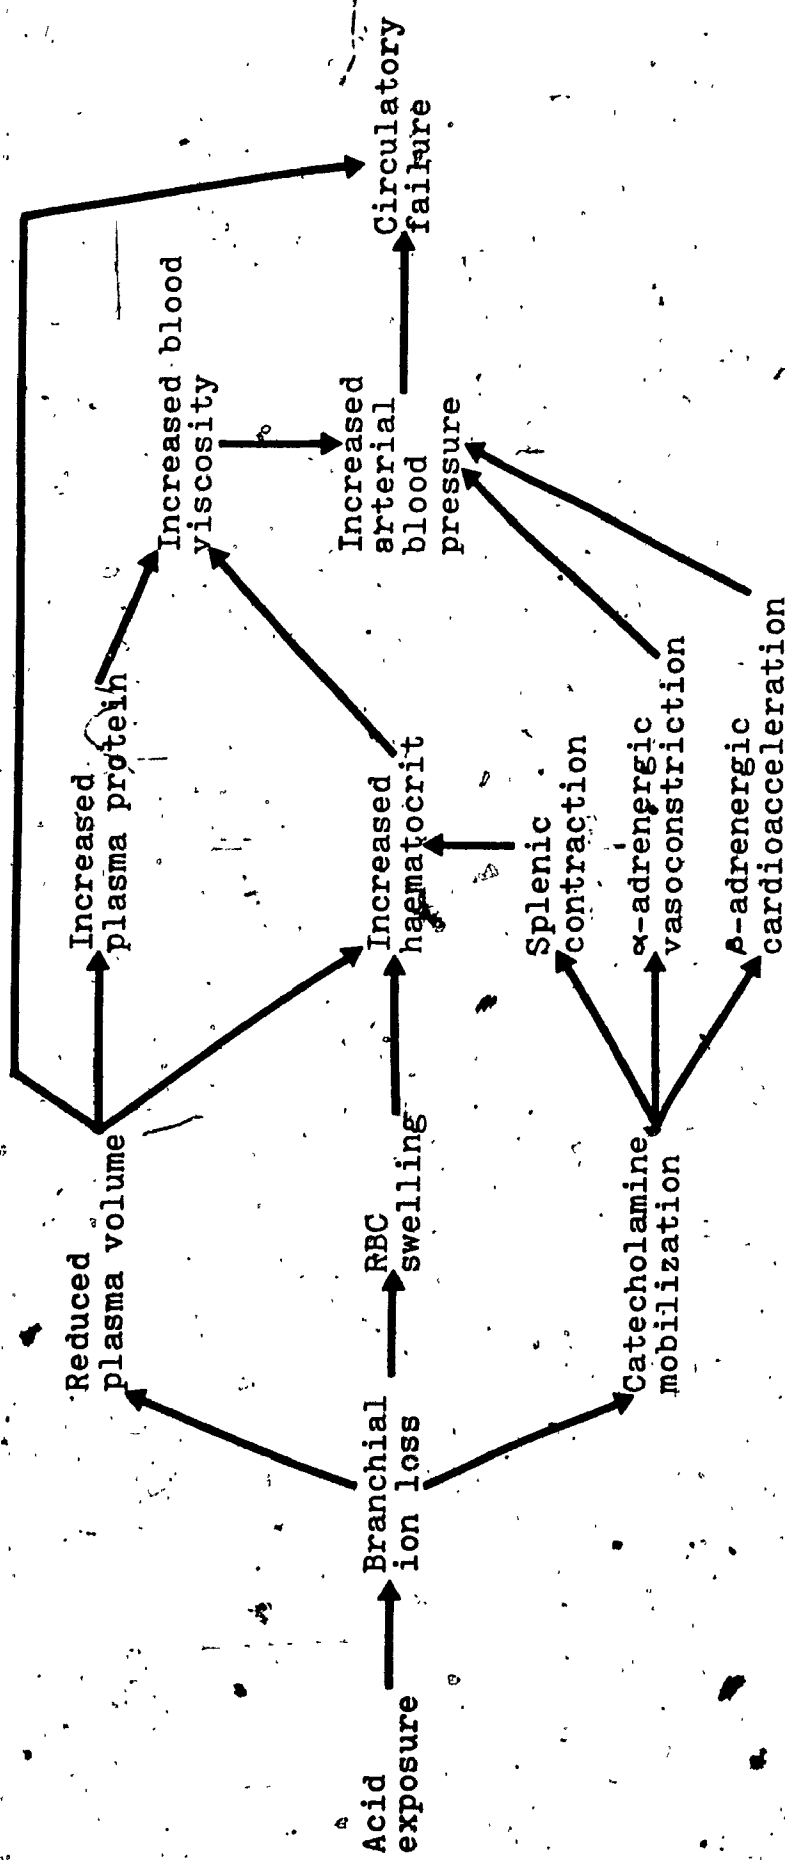 Acid
exposure
Branchial
ion loss
Reduced
plasma volume
RBC
swelling
Catecholamine
mobilization
Increased
plasma protein
Increased
haematocrit
Splenic
contraction
α-adrenergic
vasoconstriction
β-adrenergic
cardioacceleration
Increased blood
viscosity
Increased
arterial
blood
pressure
Circulatory
failure